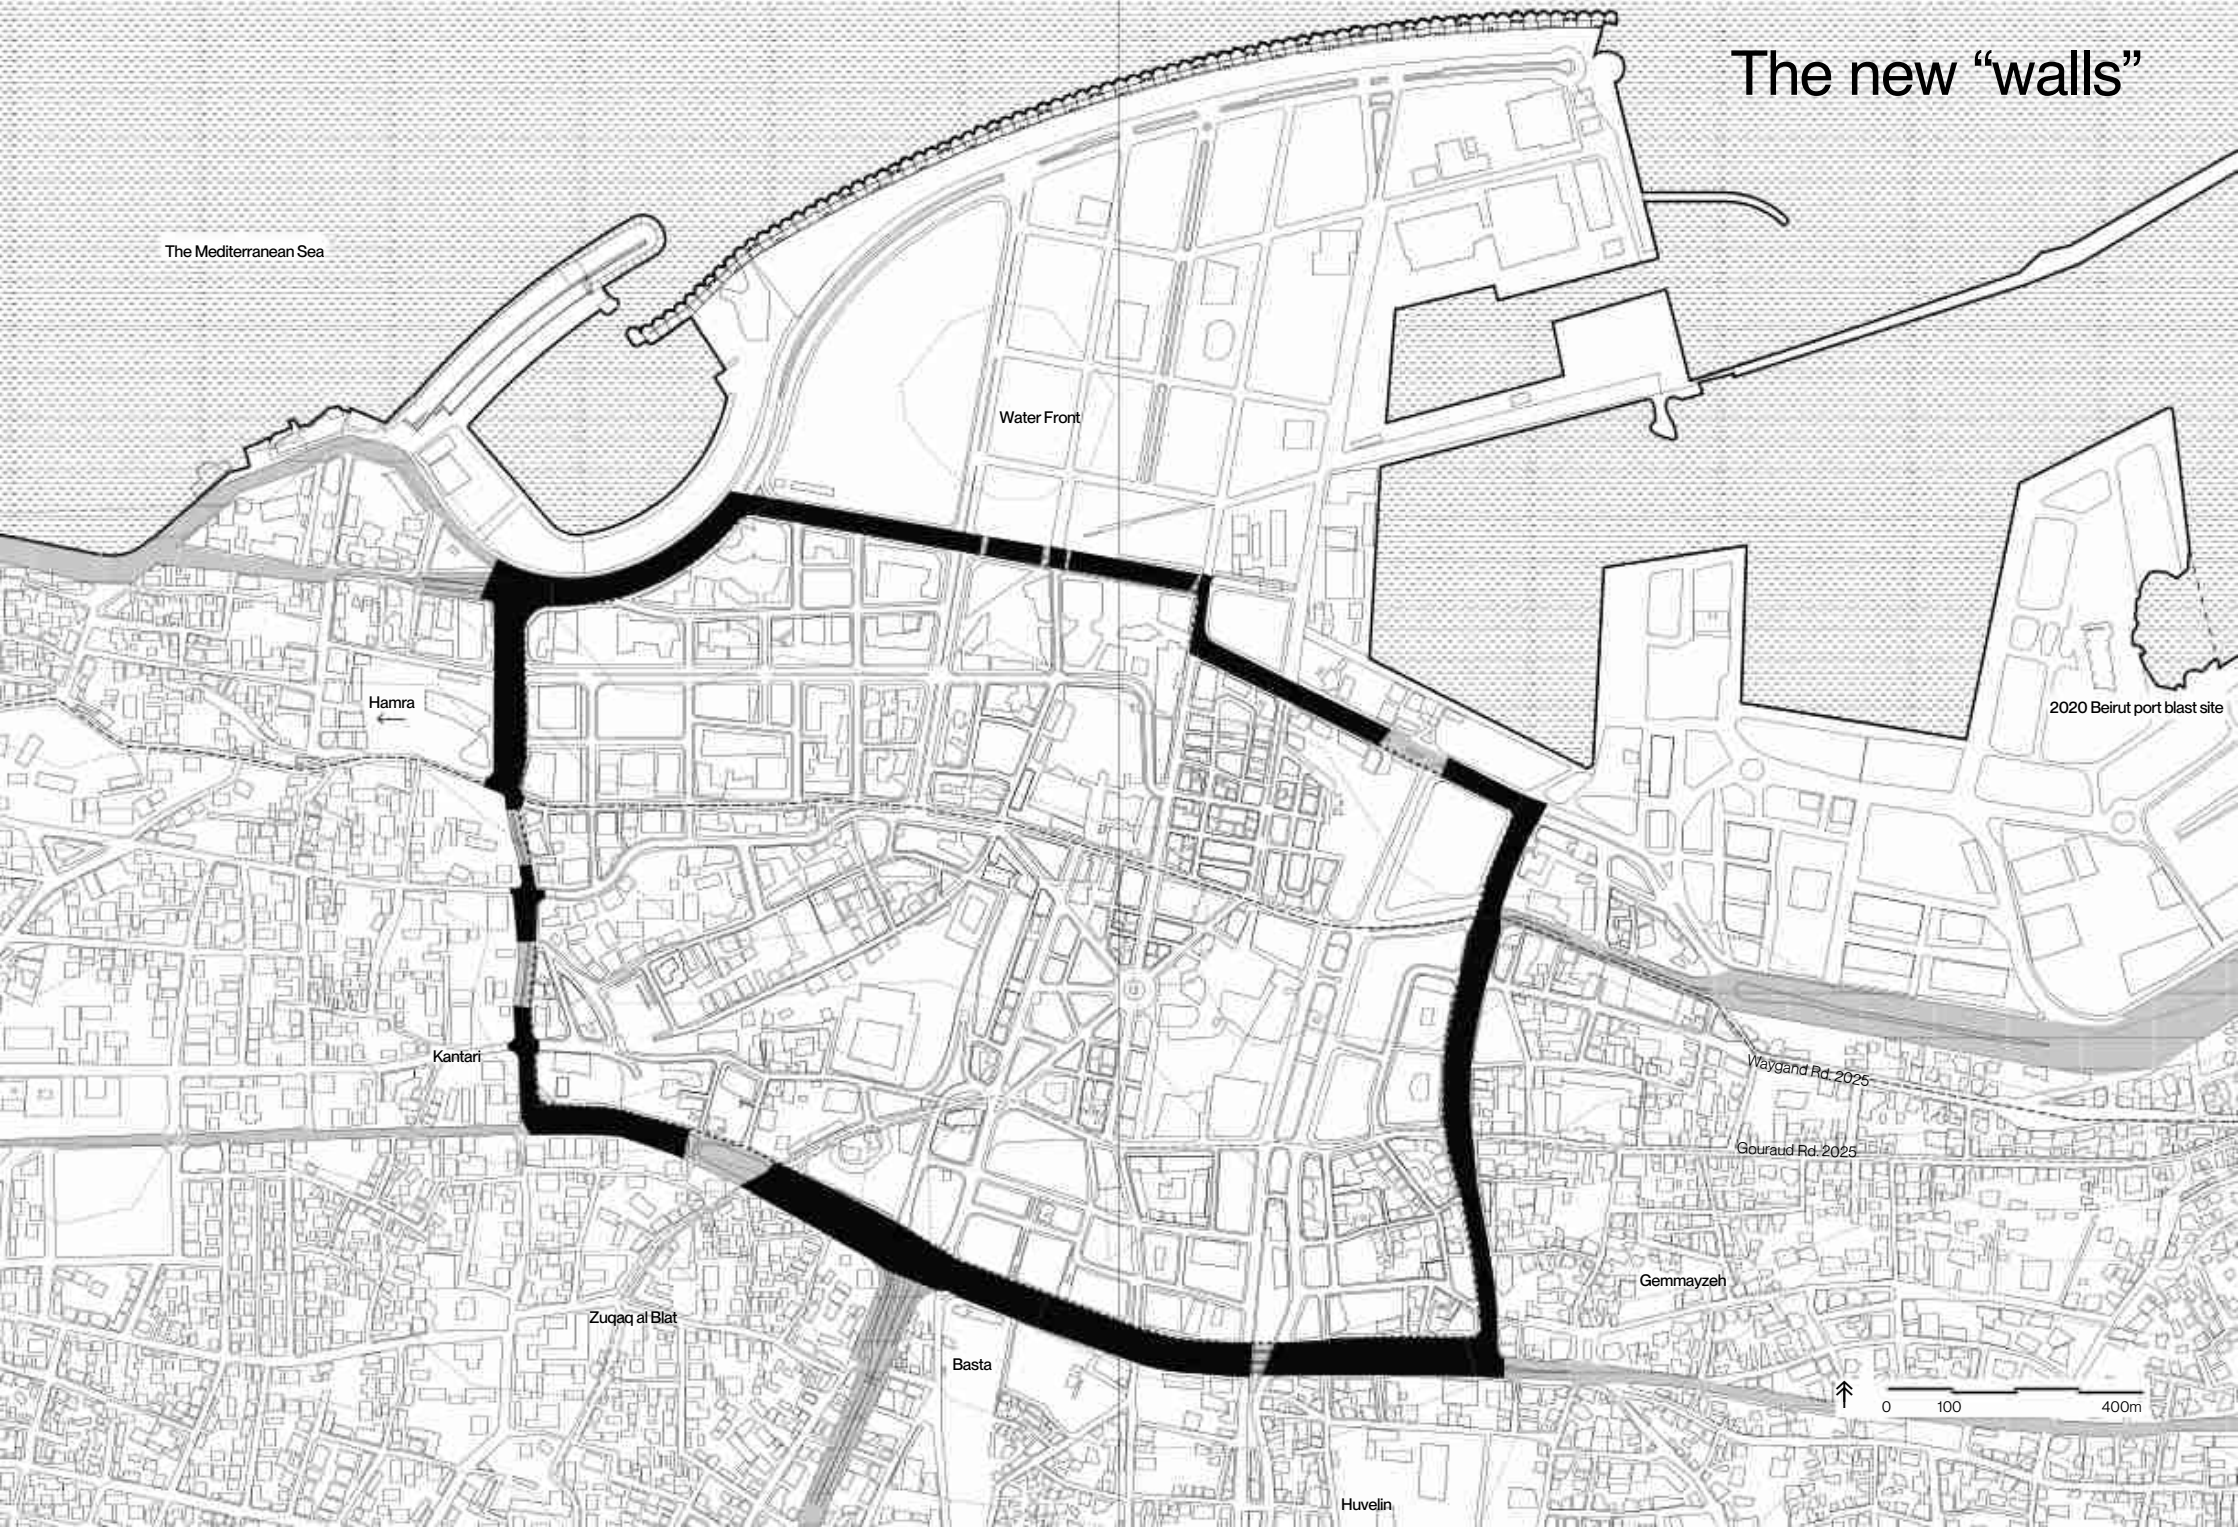 The new “walls”
The Mediterranean Sea
Water Front
Hamra
2020 Beirut port blast site
Kantari
Waygand Rd. 2025
Gouraud Rd. 2025
Gemmayzeh
Zuqaq al Blat
Basta
0 100 400m
Huvelin